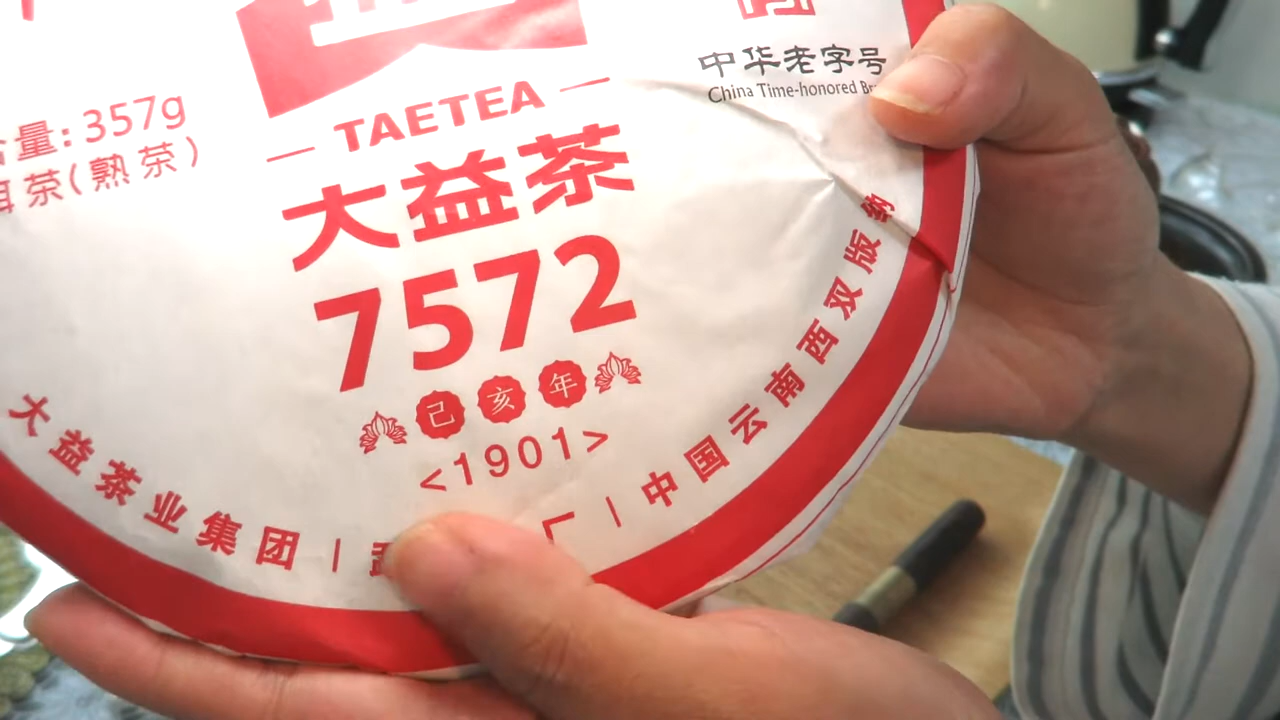 中华老字号
China Time-honored
量: 357g
茶(熟茶)
TAETEA
大益茶
7572
己亥年
<1901>
大益茶业集团 | 厂 | 中国云南西双版纳